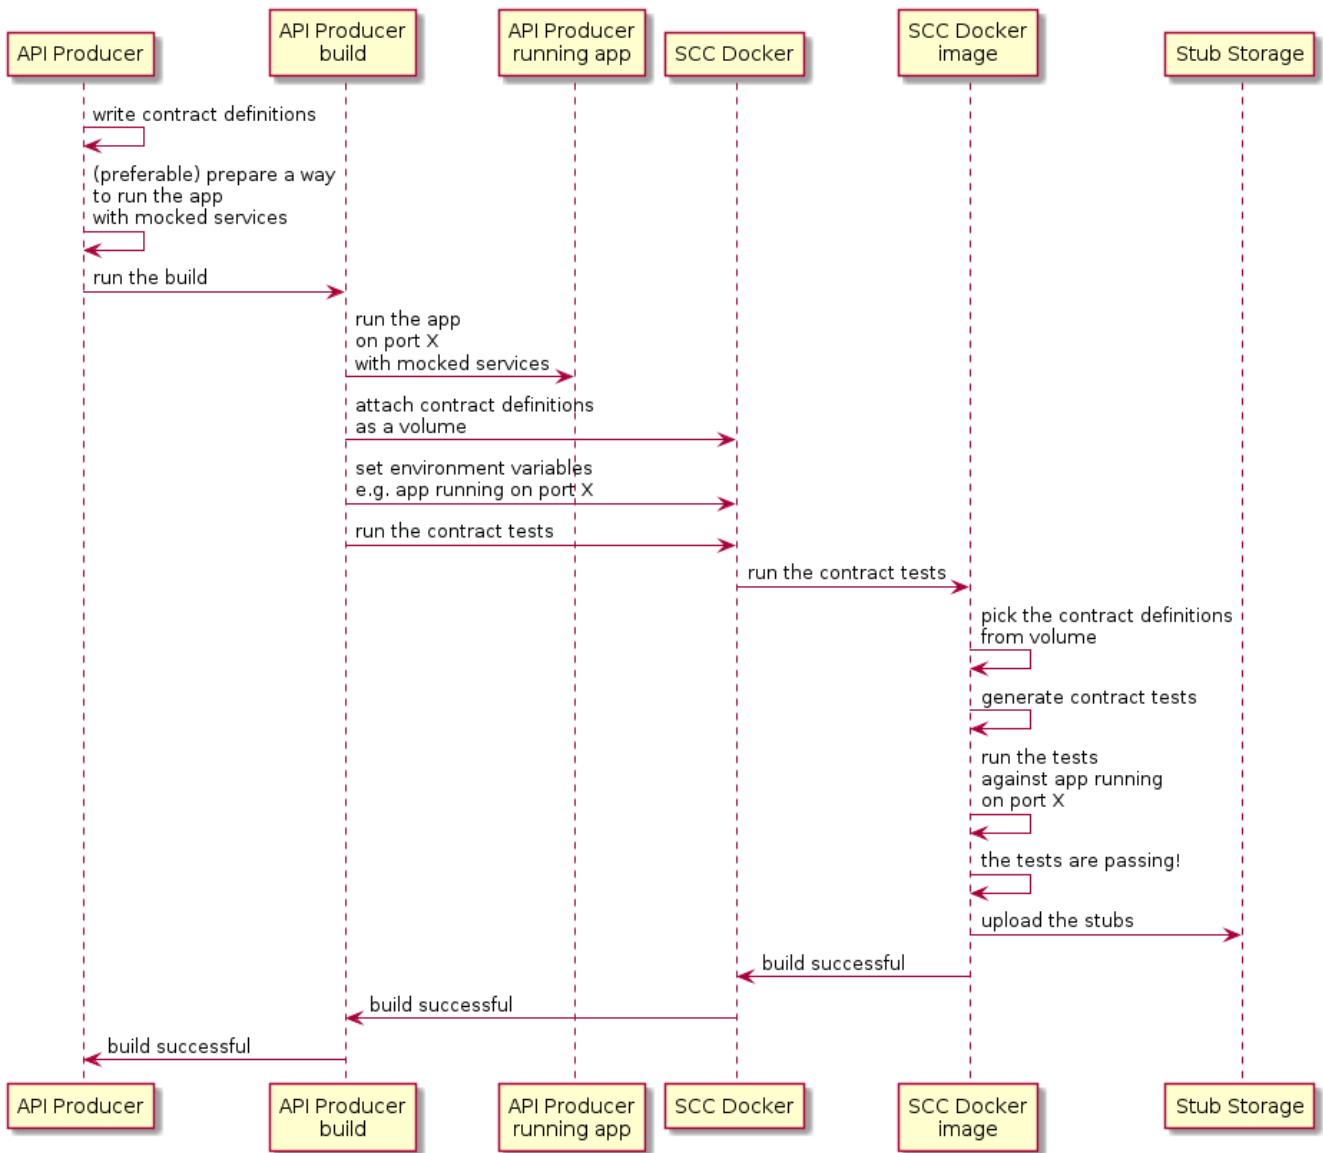 API Producer
API Producer
build
API Producer
running app
SCC Docker
SCC Docker
image
Stub Storage
write contract definitions
(preferable) prepare a way
to run the app
with mocked services
run the build
run the app
on port X
with mocked services
attach contract definitions
as a volume
set environment variables
e.g. app running on port X
run the contract tests
run the contract tests
pick the contract definitions
from volume
generate contract tests
run the tests
against app running
on port X
the tests are passing!
upload the stubs
build successful
build successful
build successful
API Producer
API Producer
build
API Producer
running app
SCC Docker
SCC Docker
image
Stub Storage